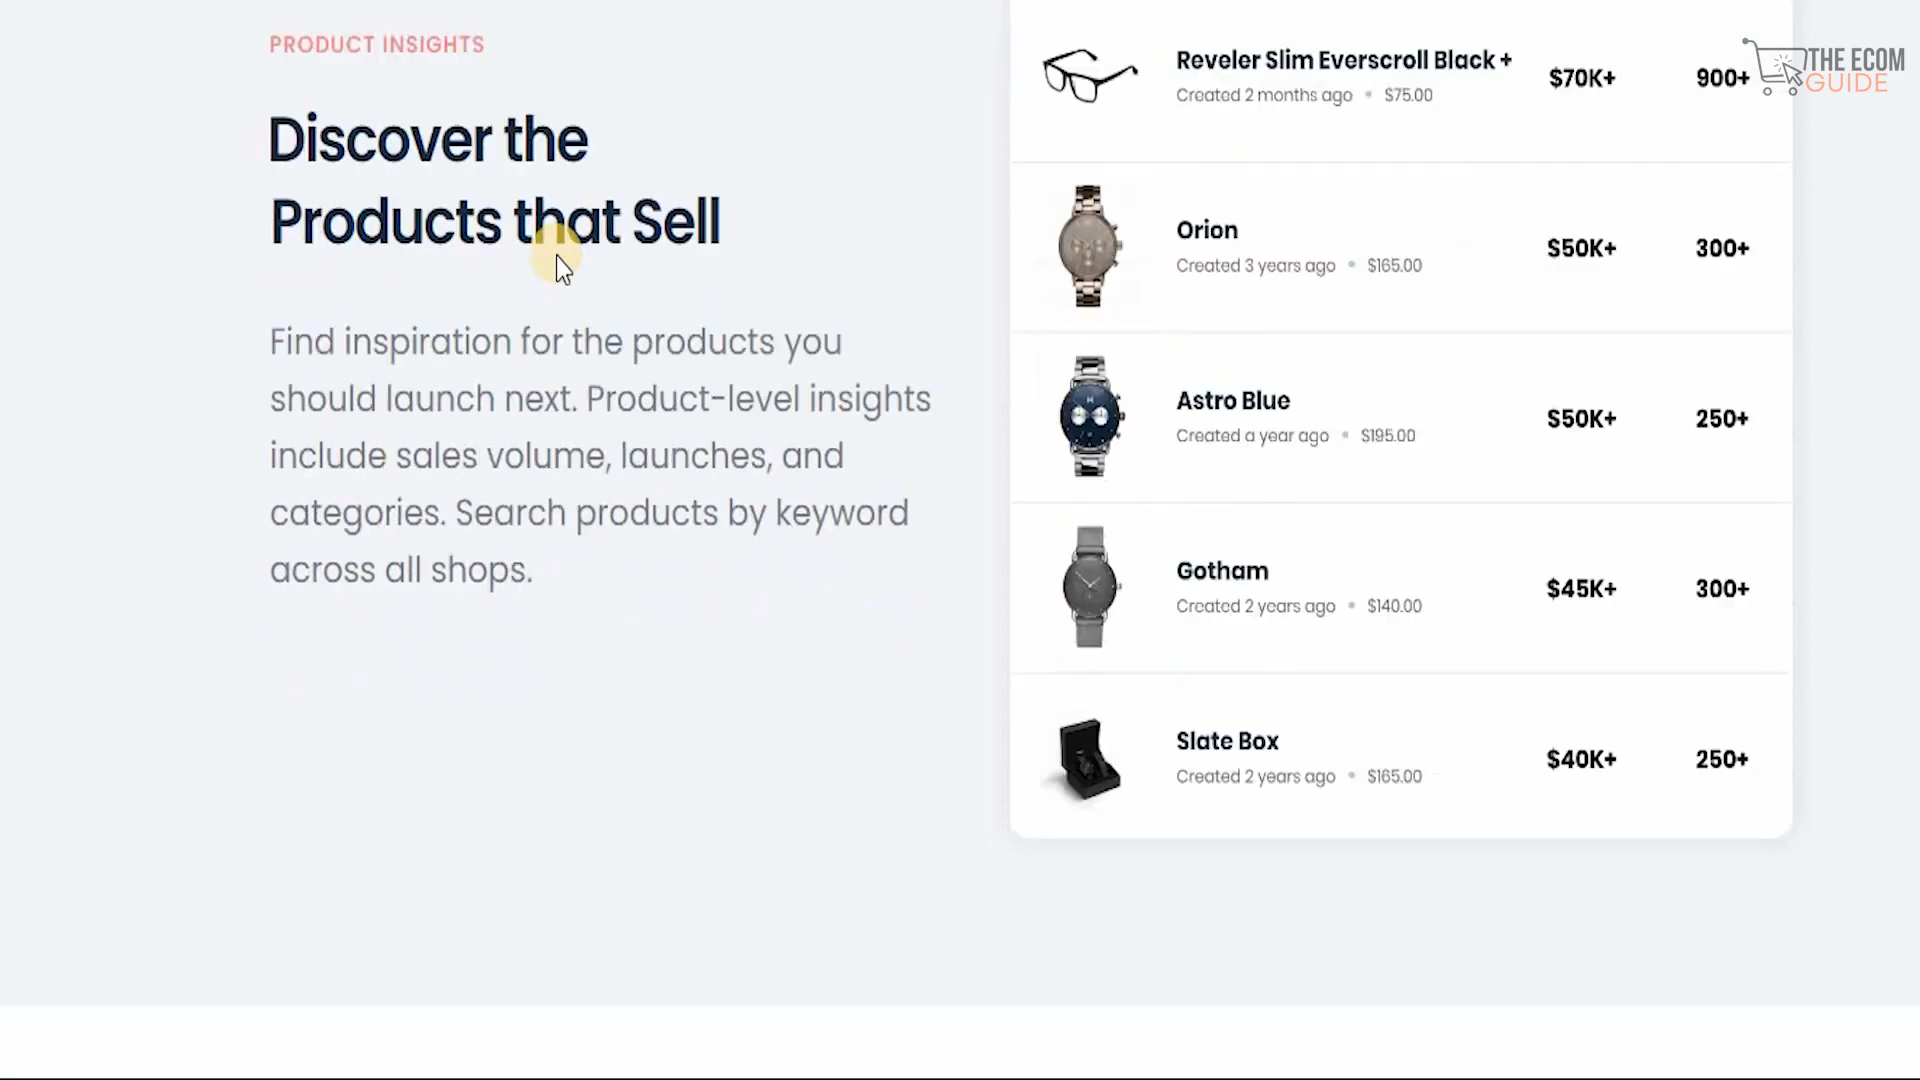 PRODUCT INSIGHTS
Discover the
Products that Sell
Find inspiration for the products you
should launch next. Product-level insights
include sales volume, launches, and
categories. Search products by keyword
across all shops.
Reveler Slim Everscroll Black +
Created 2 months ago • $75.00
$70K+
900+
Orion
Created 3 years ago • $165.00
$50K+
300+
Astro Blue
Created a year ago • $195.00
$50K+
250+
Gotham
Created 2 years ago • $140.00
$45K+
300+
Slate Box
Created 2 years ago • $165.00
$40K+
250+
THE ECOM
GUIDE